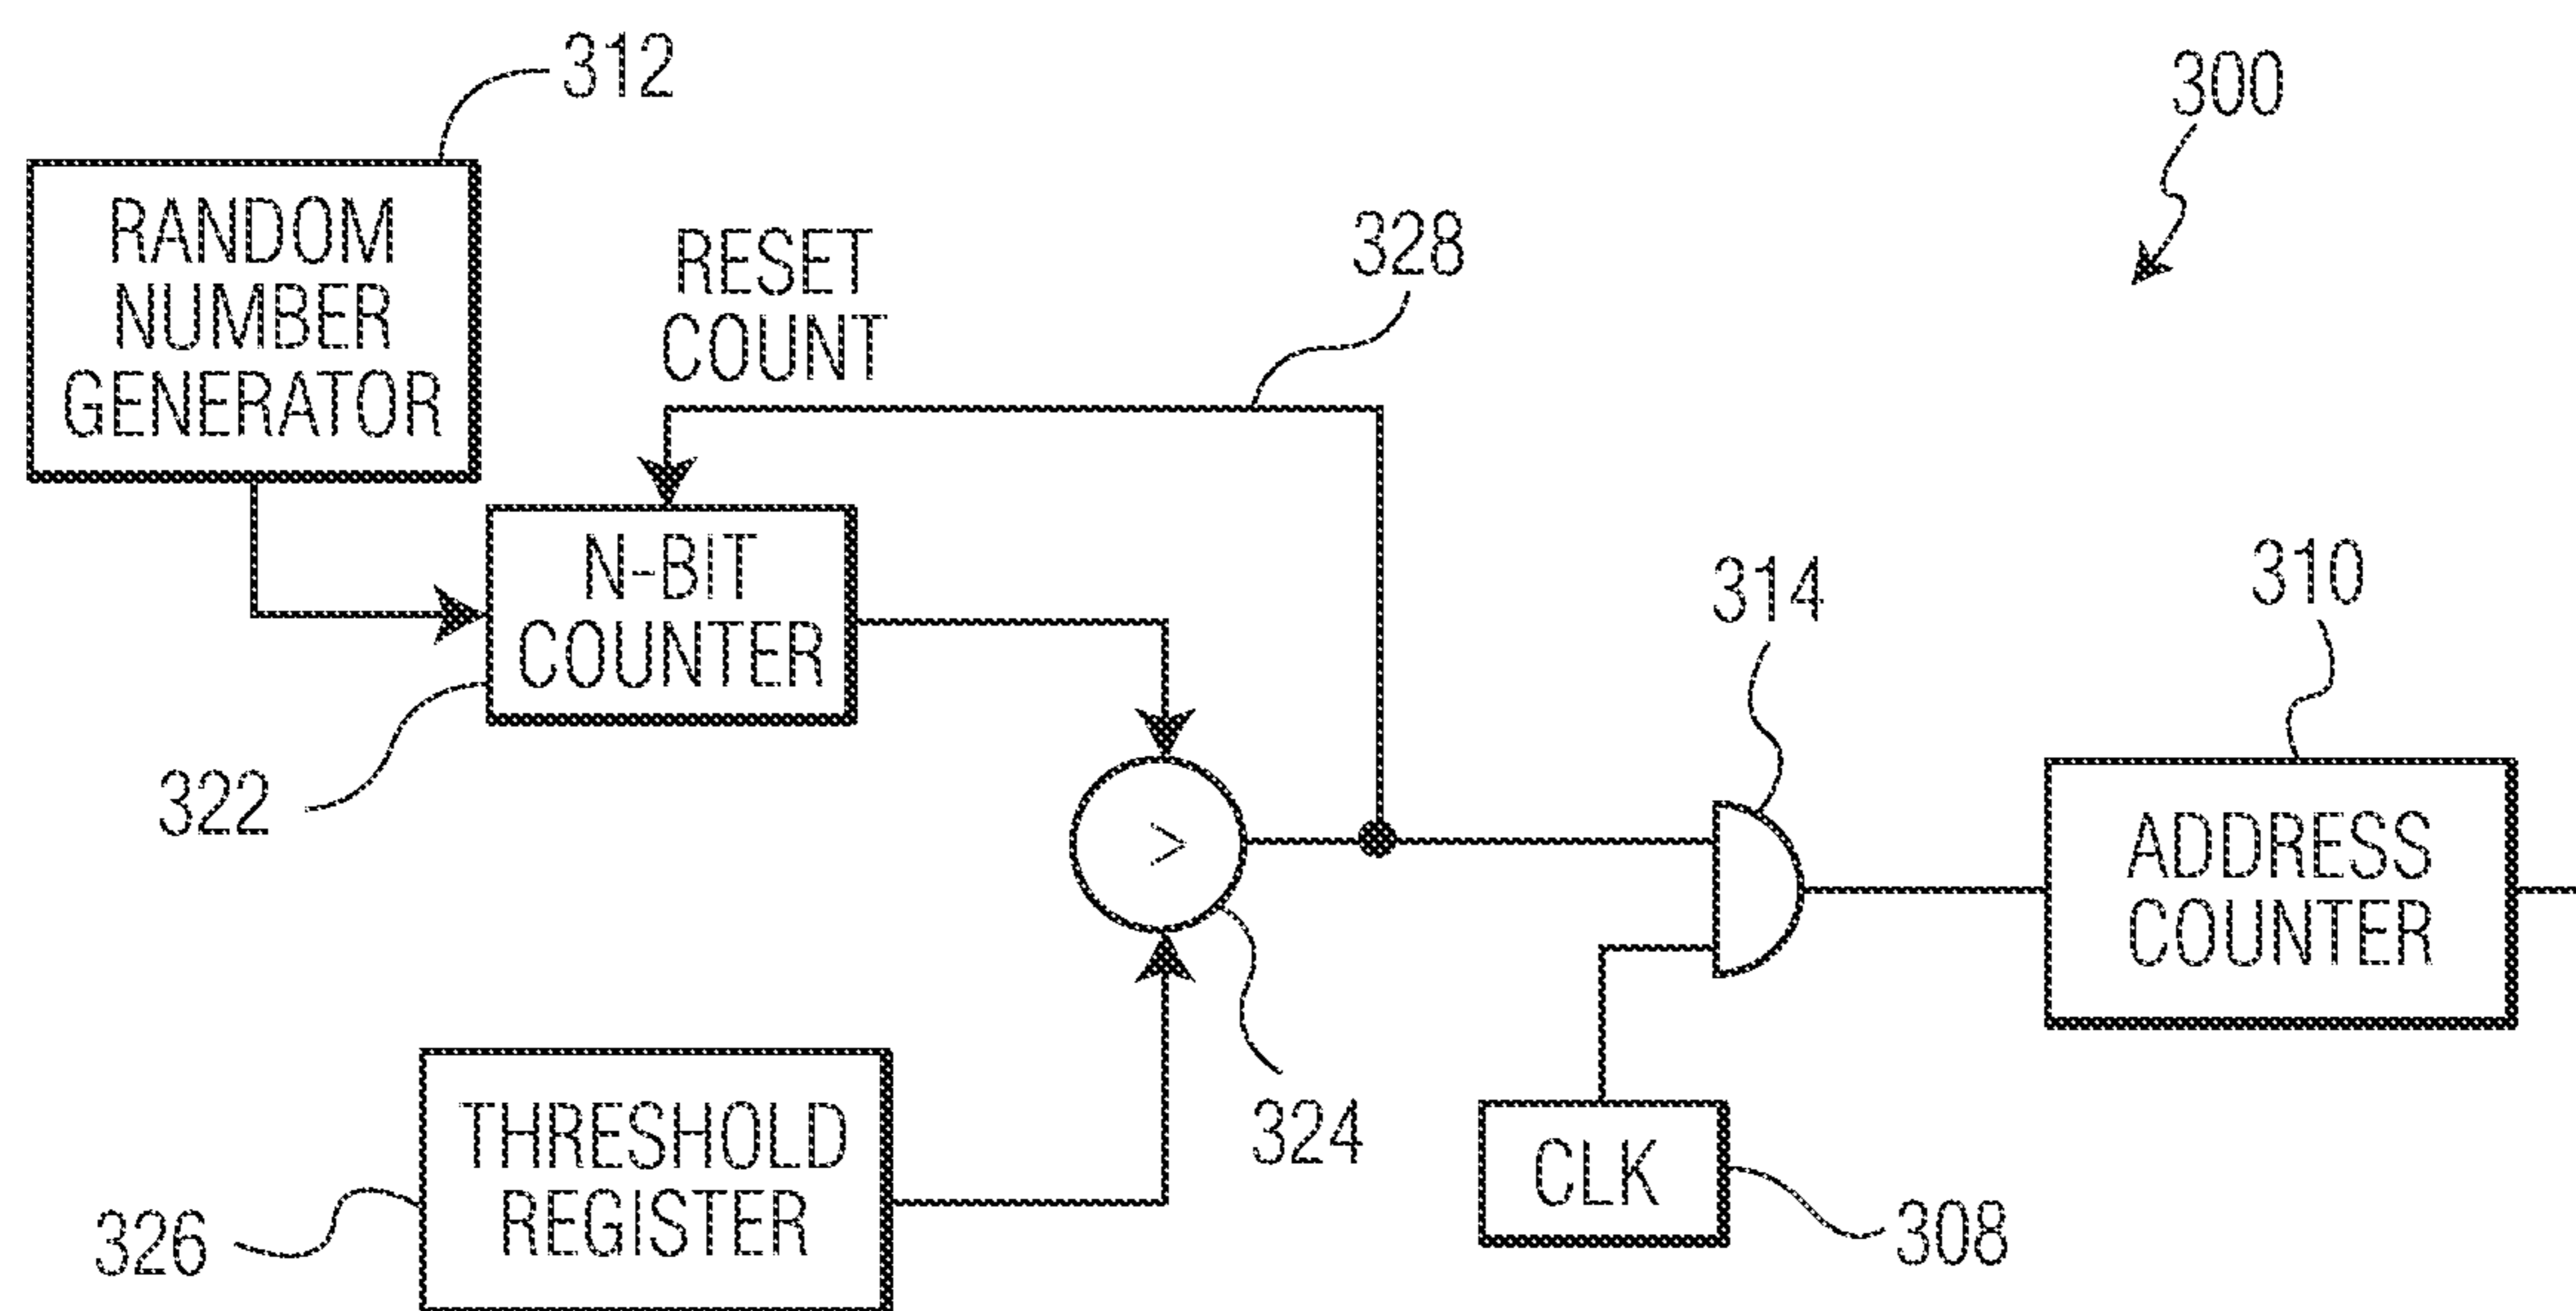 312
300
RANDOM
NUMBER
GENERATOR
RESET
COUNT
328
N-BIT
COUNTER
322
314
310
>
ADDRESS
COUNTER
THRESHOLD
REGISTER
326
324
CLK
308